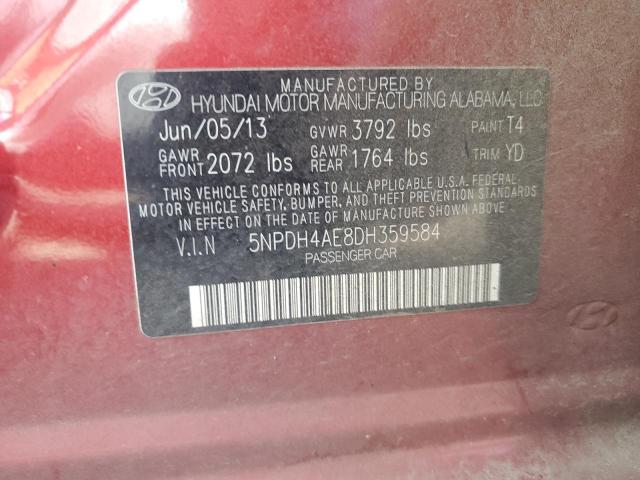 MANUFACTURED BY
HYUNDAI MOTOR MANUFACTURING ALABAMA, LLC
Jun/05/13 GVWR 3792 lbs PAINT T4
GAWR FRONT 2072 lbs GAWR REAR 1764 lbs TRIM YD
THIS VEHICLE CONFORMS TO ALL APPLICABLE U.S.A. FEDERAL
MOTOR VEHICLE SAFETY, BUMPER, AND THEFT PREVENTION STANDARDS
IN EFFECT ON THE DATE OF MANUFACTURE SHOWN ABOVE.
V.I.N 5NPDH4AE8DH359584
PASSENGER CAR